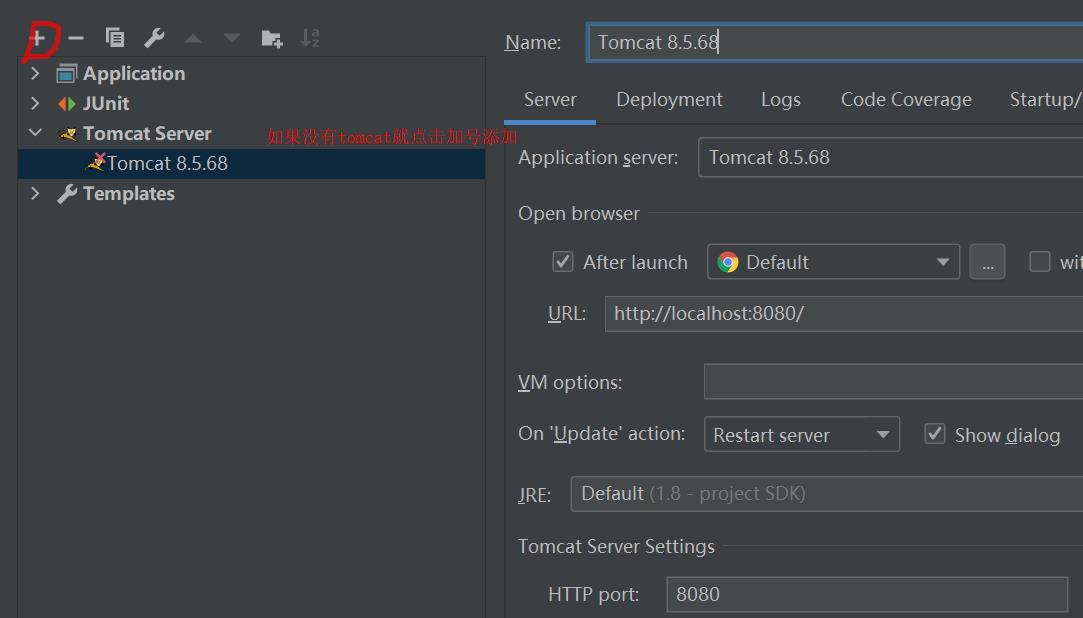 Name: Tomcat 8.5.68
Application
JUnit
Tomcat Server
如果没有tomcat就点击加号添加
Tomcat 8.5.68
Templates
Server Deployment Logs Code Coverage Startup/
Application server: Tomcat 8.5.68
Open browser
After launch Default ... wit
URL: http://localhost:8080/
VM options:
On 'Update' action: Restart server Show dialog
JRE: Default (1.8 - project SDK)
Tomcat Server Settings
HTTP port: 8080